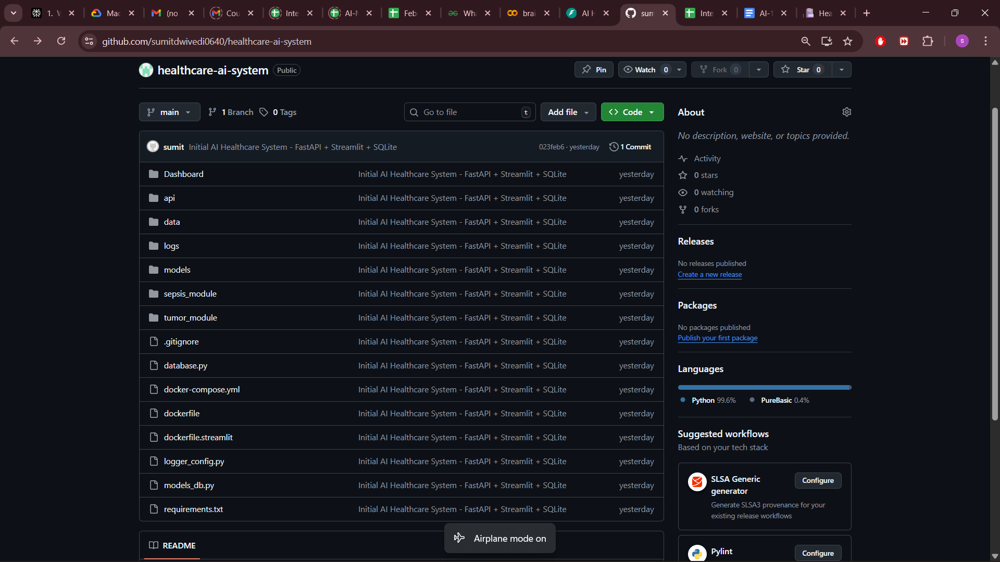 1. V
Mac
(no
Cou
Inte
AI-M
Feb
Wha
brai
AI H
sum
Inte
AI-1
Hea
github.com/sumitdwivedi0640/healthcare-ai-system
S
healthcare-ai-system Public
Pin
Watch 0
Fork 0
Star 0
main
1 Branch
0 Tags
Go to file t
Add file
Code
sumit Initial AI Healthcare System - FastAPI + Streamlit + SQLite 023feb6 · yesterday 1 Commit
Dashboard Initial AI Healthcare System - FastAPI + Streamlit + SQLite yesterday
api Initial AI Healthcare System - FastAPI + Streamlit + SQLite yesterday
data Initial AI Healthcare System - FastAPI + Streamlit + SQLite yesterday
logs Initial AI Healthcare System - FastAPI + Streamlit + SQLite yesterday
models Initial AI Healthcare System - FastAPI + Streamlit + SQLite yesterday
sepsis_module Initial AI Healthcare System - FastAPI + Streamlit + SQLite yesterday
tumor_module Initial AI Healthcare System - FastAPI + Streamlit + SQLite yesterday
.gitignore Initial AI Healthcare System - FastAPI + Streamlit + SQLite yesterday
database.py Initial AI Healthcare System - FastAPI + Streamlit + SQLite yesterday
docker-compose.yml Initial AI Healthcare System - FastAPI + Streamlit + SQLite yesterday
dockerfile Initial AI Healthcare System - FastAPI + Streamlit + SQLite yesterday
dockerfile.streamlit Initial AI Healthcare System - FastAPI + Streamlit + SQLite yesterday
logger_config.py Initial AI Healthcare System - FastAPI + Streamlit + SQLite yesterday
models_db.py Initial AI Healthcare System - FastAPI + Streamlit + SQLite yesterday
requirements.txt Initial AI Healthcare System - FastAPI + Streamlit + SQLite yesterday
README
Airplane mode on
About
No description, website, or topics provided.
Activity
0 stars
0 watching
0 forks
Releases
No releases published
Create a new release
Packages
No packages published
Publish your first package
Languages
Python 99.6% PureBasic 0.4%
Suggested workflows
Based on your tech stack
SLSA Generic
generator
Configure
Generate SLSA3 provenance for your
existing release workflows
Pylint
Configure